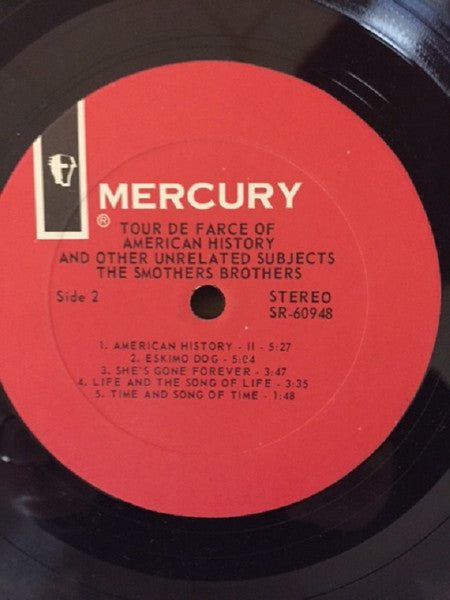 MERCURY
®
TOUR DE FARCE OF
AMERICAN HISTORY
AND OTHER UNRELATED SUBJECTS
THE SMOTHERS BROTHERS
Side 2
STEREO
SR-60948
1. AMERICAN HISTORY - II - 5:27
2. ESKIMO DOG - 5:04
3. SHE'S GONE FOREVER - 3:47
4. LIFE AND THE SONG OF LIFE - 3:35
5. TIME AND SONG OF TIME - 1:48